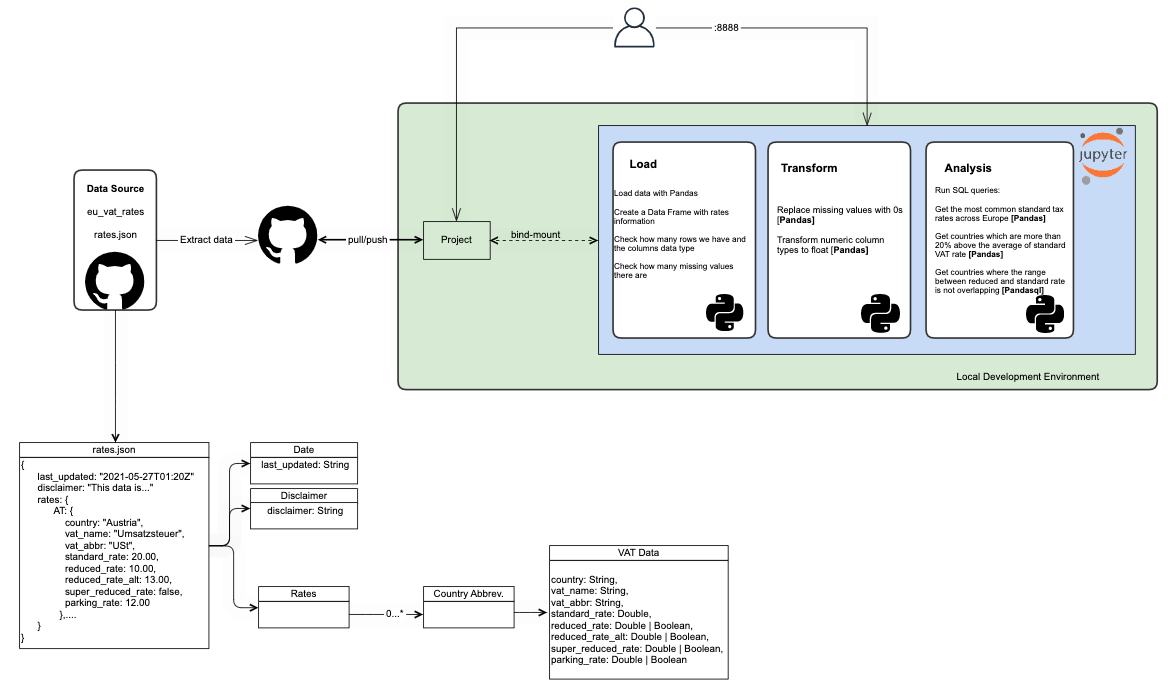 :8888
Data Source
eu_vat_rates
rates.json
Extract data
pull/push
Project
bind-mount
Load
Load data with Pandas
Create a Data Frame with rates
information
Check how many rows we have and
the columns data type
Check how many missing values
there are
Transform
Replace missing values with 0s
[Pandas]
Transform numeric column
types to float [Pandas]
Analysis
Run SQL queries:
Get the most common standard tax
rates across Europe [Pandas]
Get countries which are more than
20% above the average of standard
VAT rate [Pandas]
Get countries where the range
between reduced and standard rate
is not overlapping [Pandasql]
jupyter
Local Development Environment
rates.json
{
last_updated: "2021-05-27T01:20Z"
disclaimer: "This data is..."
rates: {
AT: {
country: "Austria",
vat_name: "Umsatzsteuer",
vat_abbr: "USt",
standard_rate: 20.00,
reduced_rate: 10.00,
reduced_rate_alt: 13.00,
super_reduced_rate: false,
parking_rate: 12.00
},....
}
}
Date
last_updated: String
Disclaimer
disclaimer: String
Rates
0...*
Country Abbrev.
VAT Data
country: String,
vat_name: String,
vat_abbr: String,
standard_rate: Double,
reduced_rate: Double | Boolean,
reduced_rate_alt: Double | Boolean,
super_reduced_rate: Double | Boolean,
parking_rate: Double | Boolean